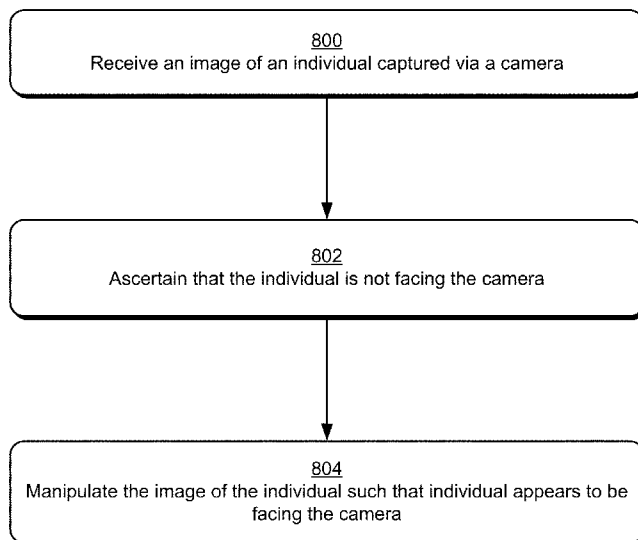 800
Receive an image of an individual captured via a camera
802
Ascertain that the individual is not facing the camera
804
Manipulate the image of the individual such that individual appears to be
facing the camera